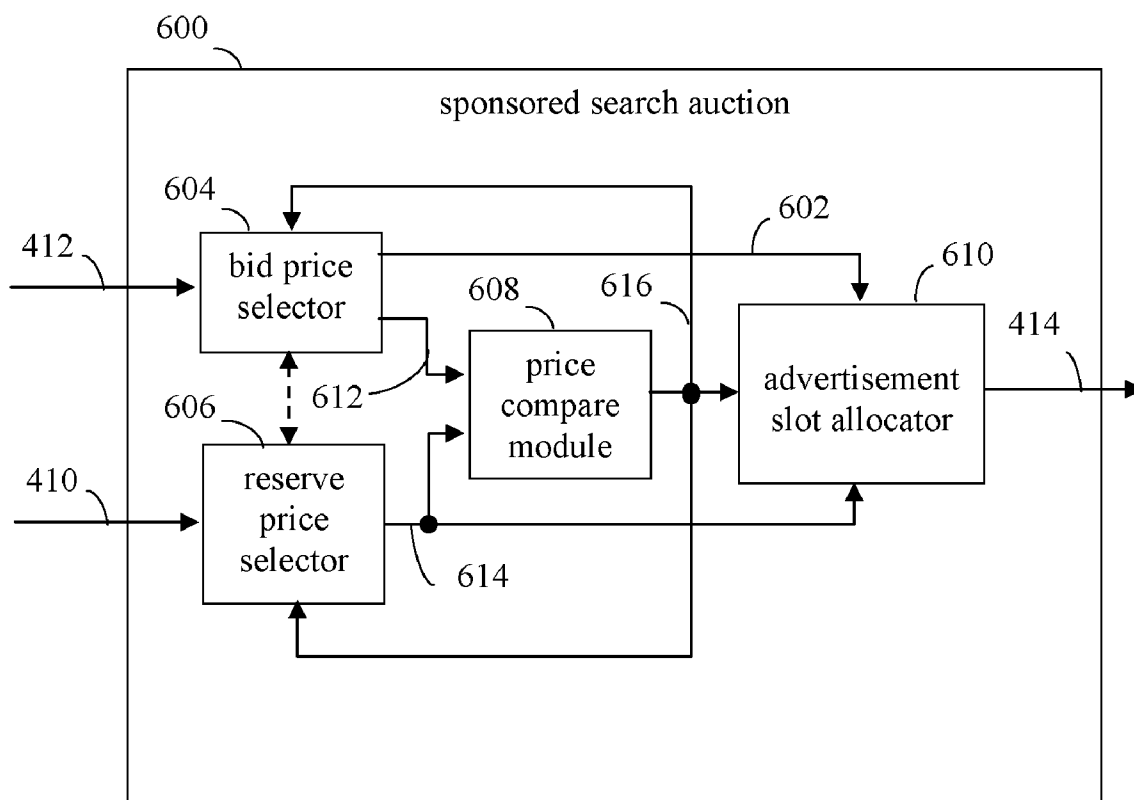 600
sponsored search auction
604
602
412
bid price
selector
610
608
616
414
price
compare
module
advertisement
slot allocator
612
606
410
reserve
price
selector
614